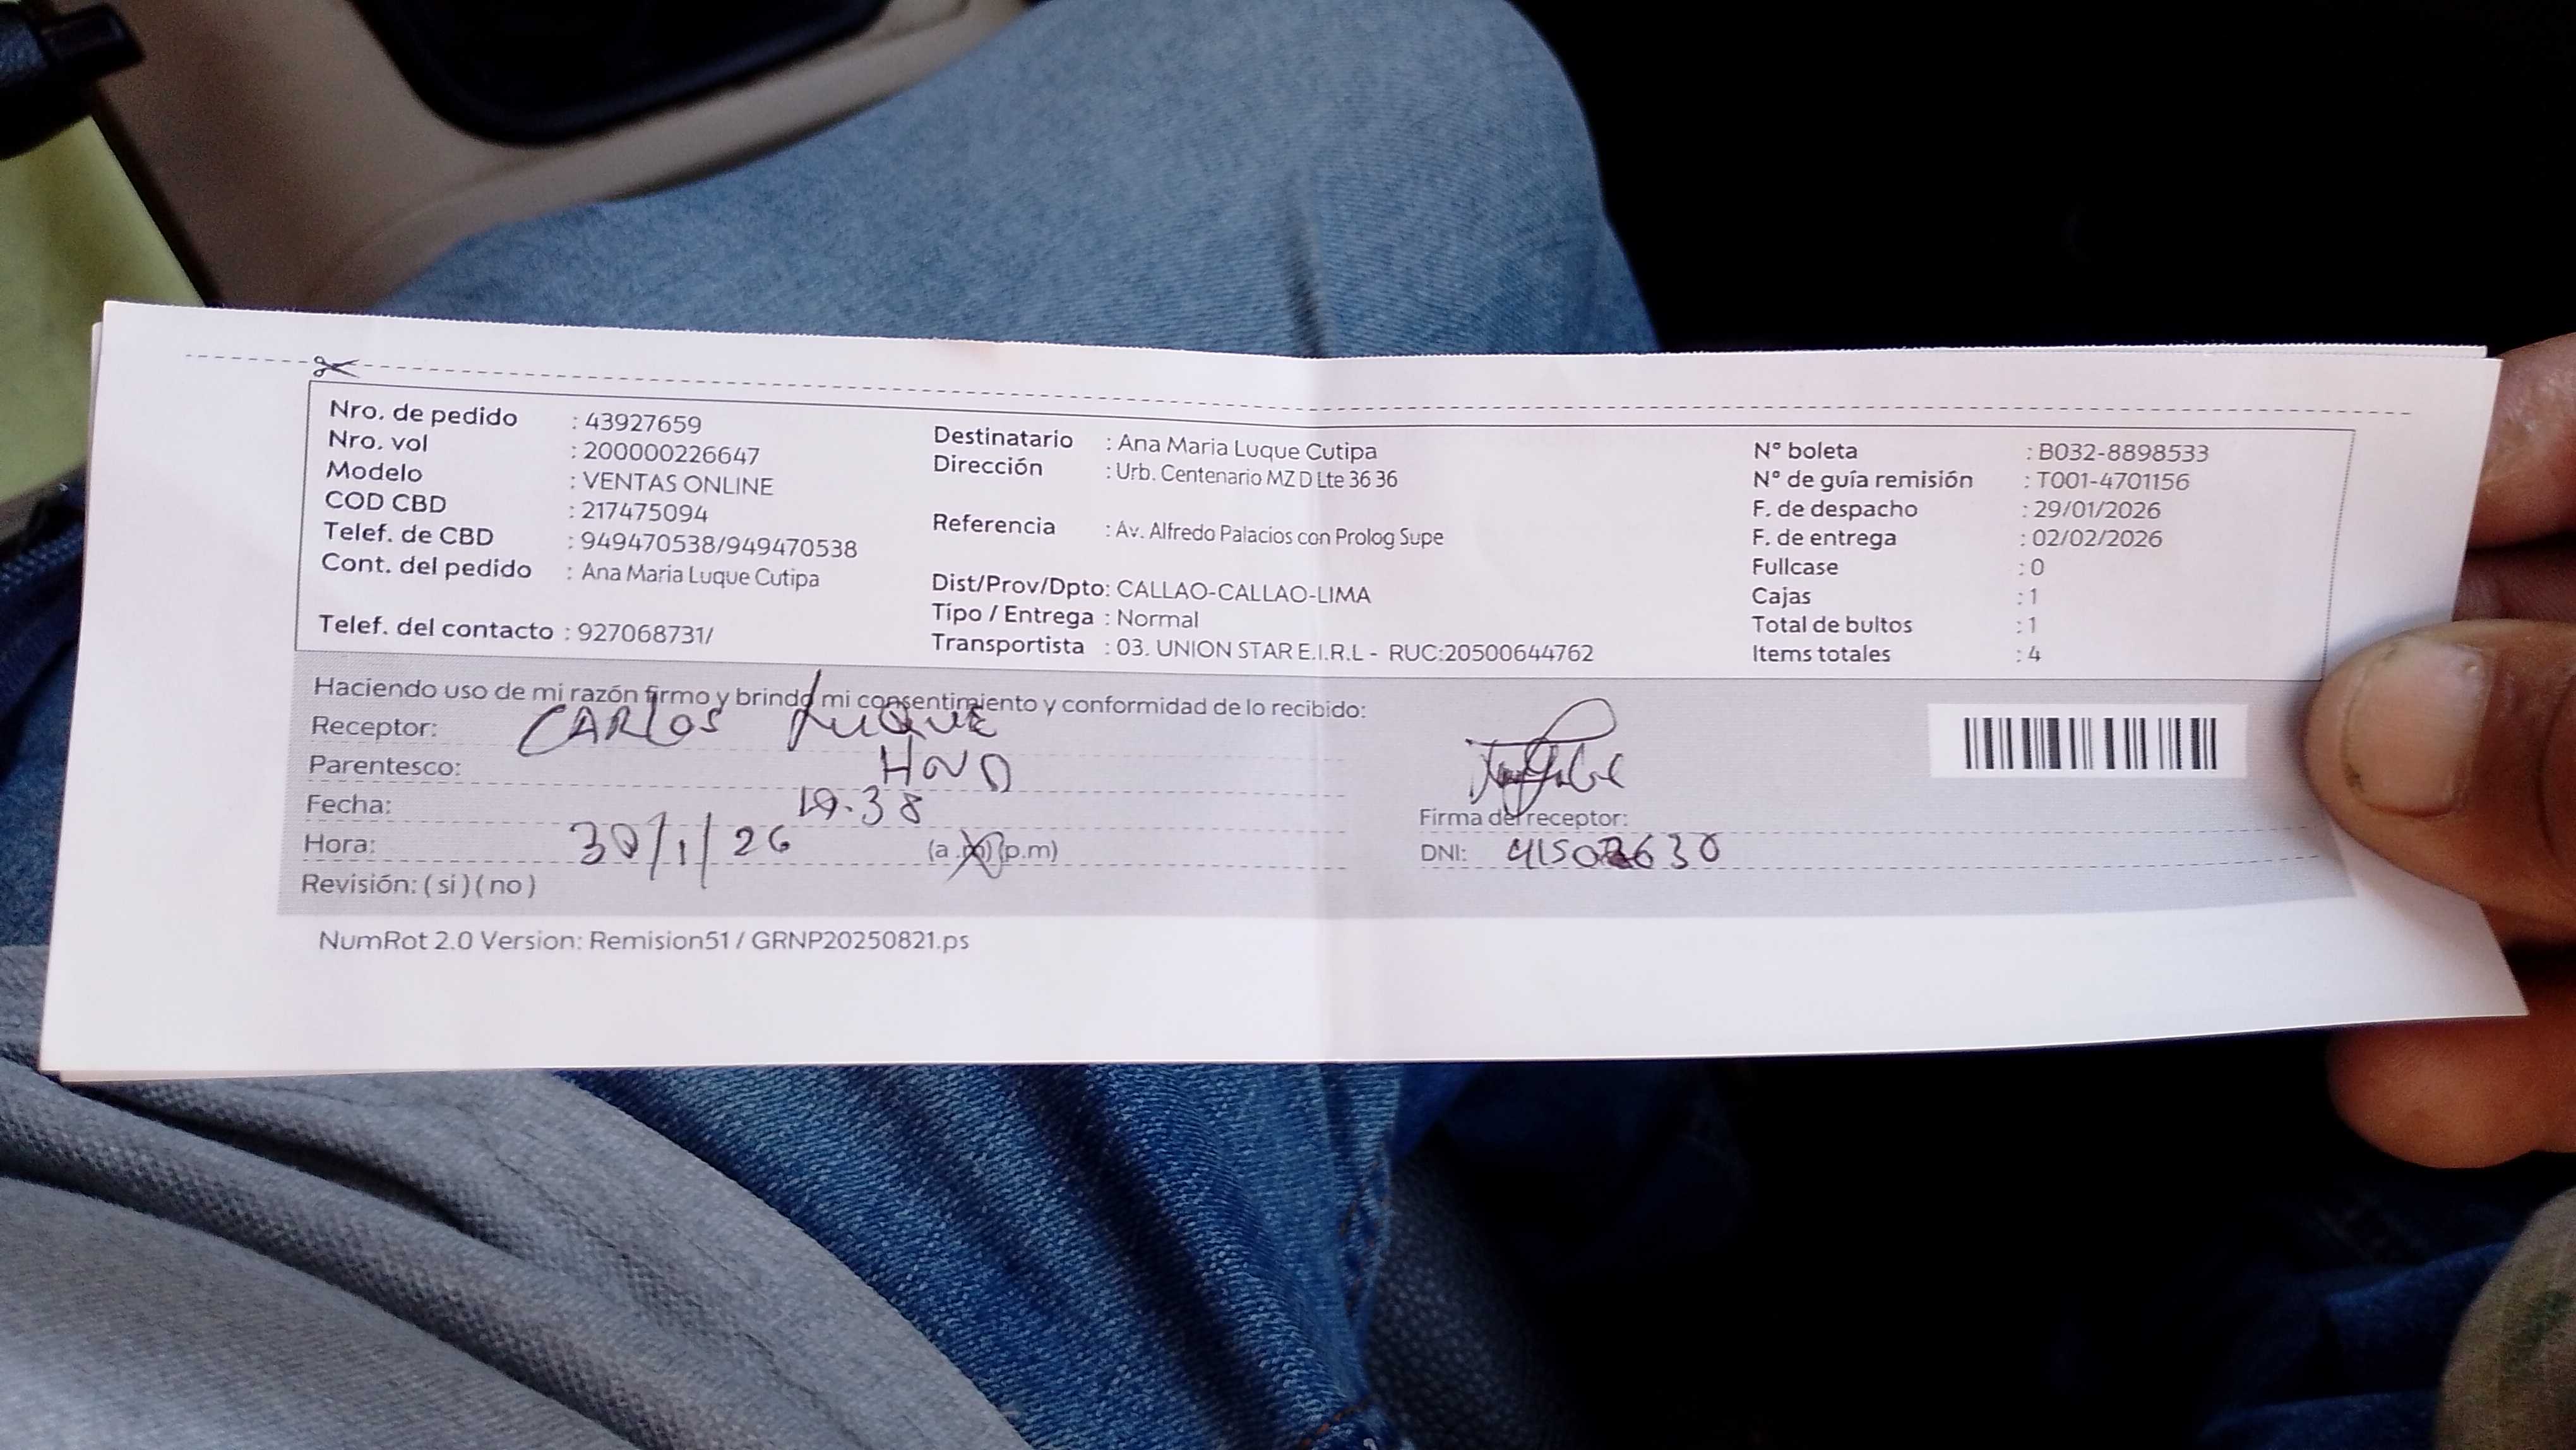 Nro. de pedido : 43927659
Nro. vol : 200000226647
Modelo : VENTAS ONLINE
COD CBD : 217475094
Telef. de CBD : 949470538/949470538
Cont. del pedido : Ana Maria Luque Cutipa
Telef. del contacto : 927068731/
Destinatario : Ana Maria Luque Cutipa
Dirección : Urb. Centenario MZ D Lte 36 36
Referencia : Av. Alfredo Palacios con Prolog Supe
Dist/Prov/Dpto: CALLAO-CALLAO-LIMA
Tipo / Entrega : Normal
Transportista : 03. UNION STAR E.I.R.L - RUC:20500644762
N° boleta : B032-8898533
N° de guía remisión : T001-4701156
F. de despacho : 29/01/2026
F. de entrega : 02/02/2026
Fullcase : 0
Cajas : 1
Total de bultos : 1
Items totales : 4
Haciendo uso de mi razón firmo y brindo mi consentimiento y conformidad de lo recibido:
Receptor: CARLOS LUQUE
Parentesco:
Fecha: 19.38
Hora: 30/1/26 (a.m)(p.m)
Revisión: (si)(no)
Firma del receptor:
DNI:
NumRot 2.0 Version: Remision51 / GRNP20250821.ps